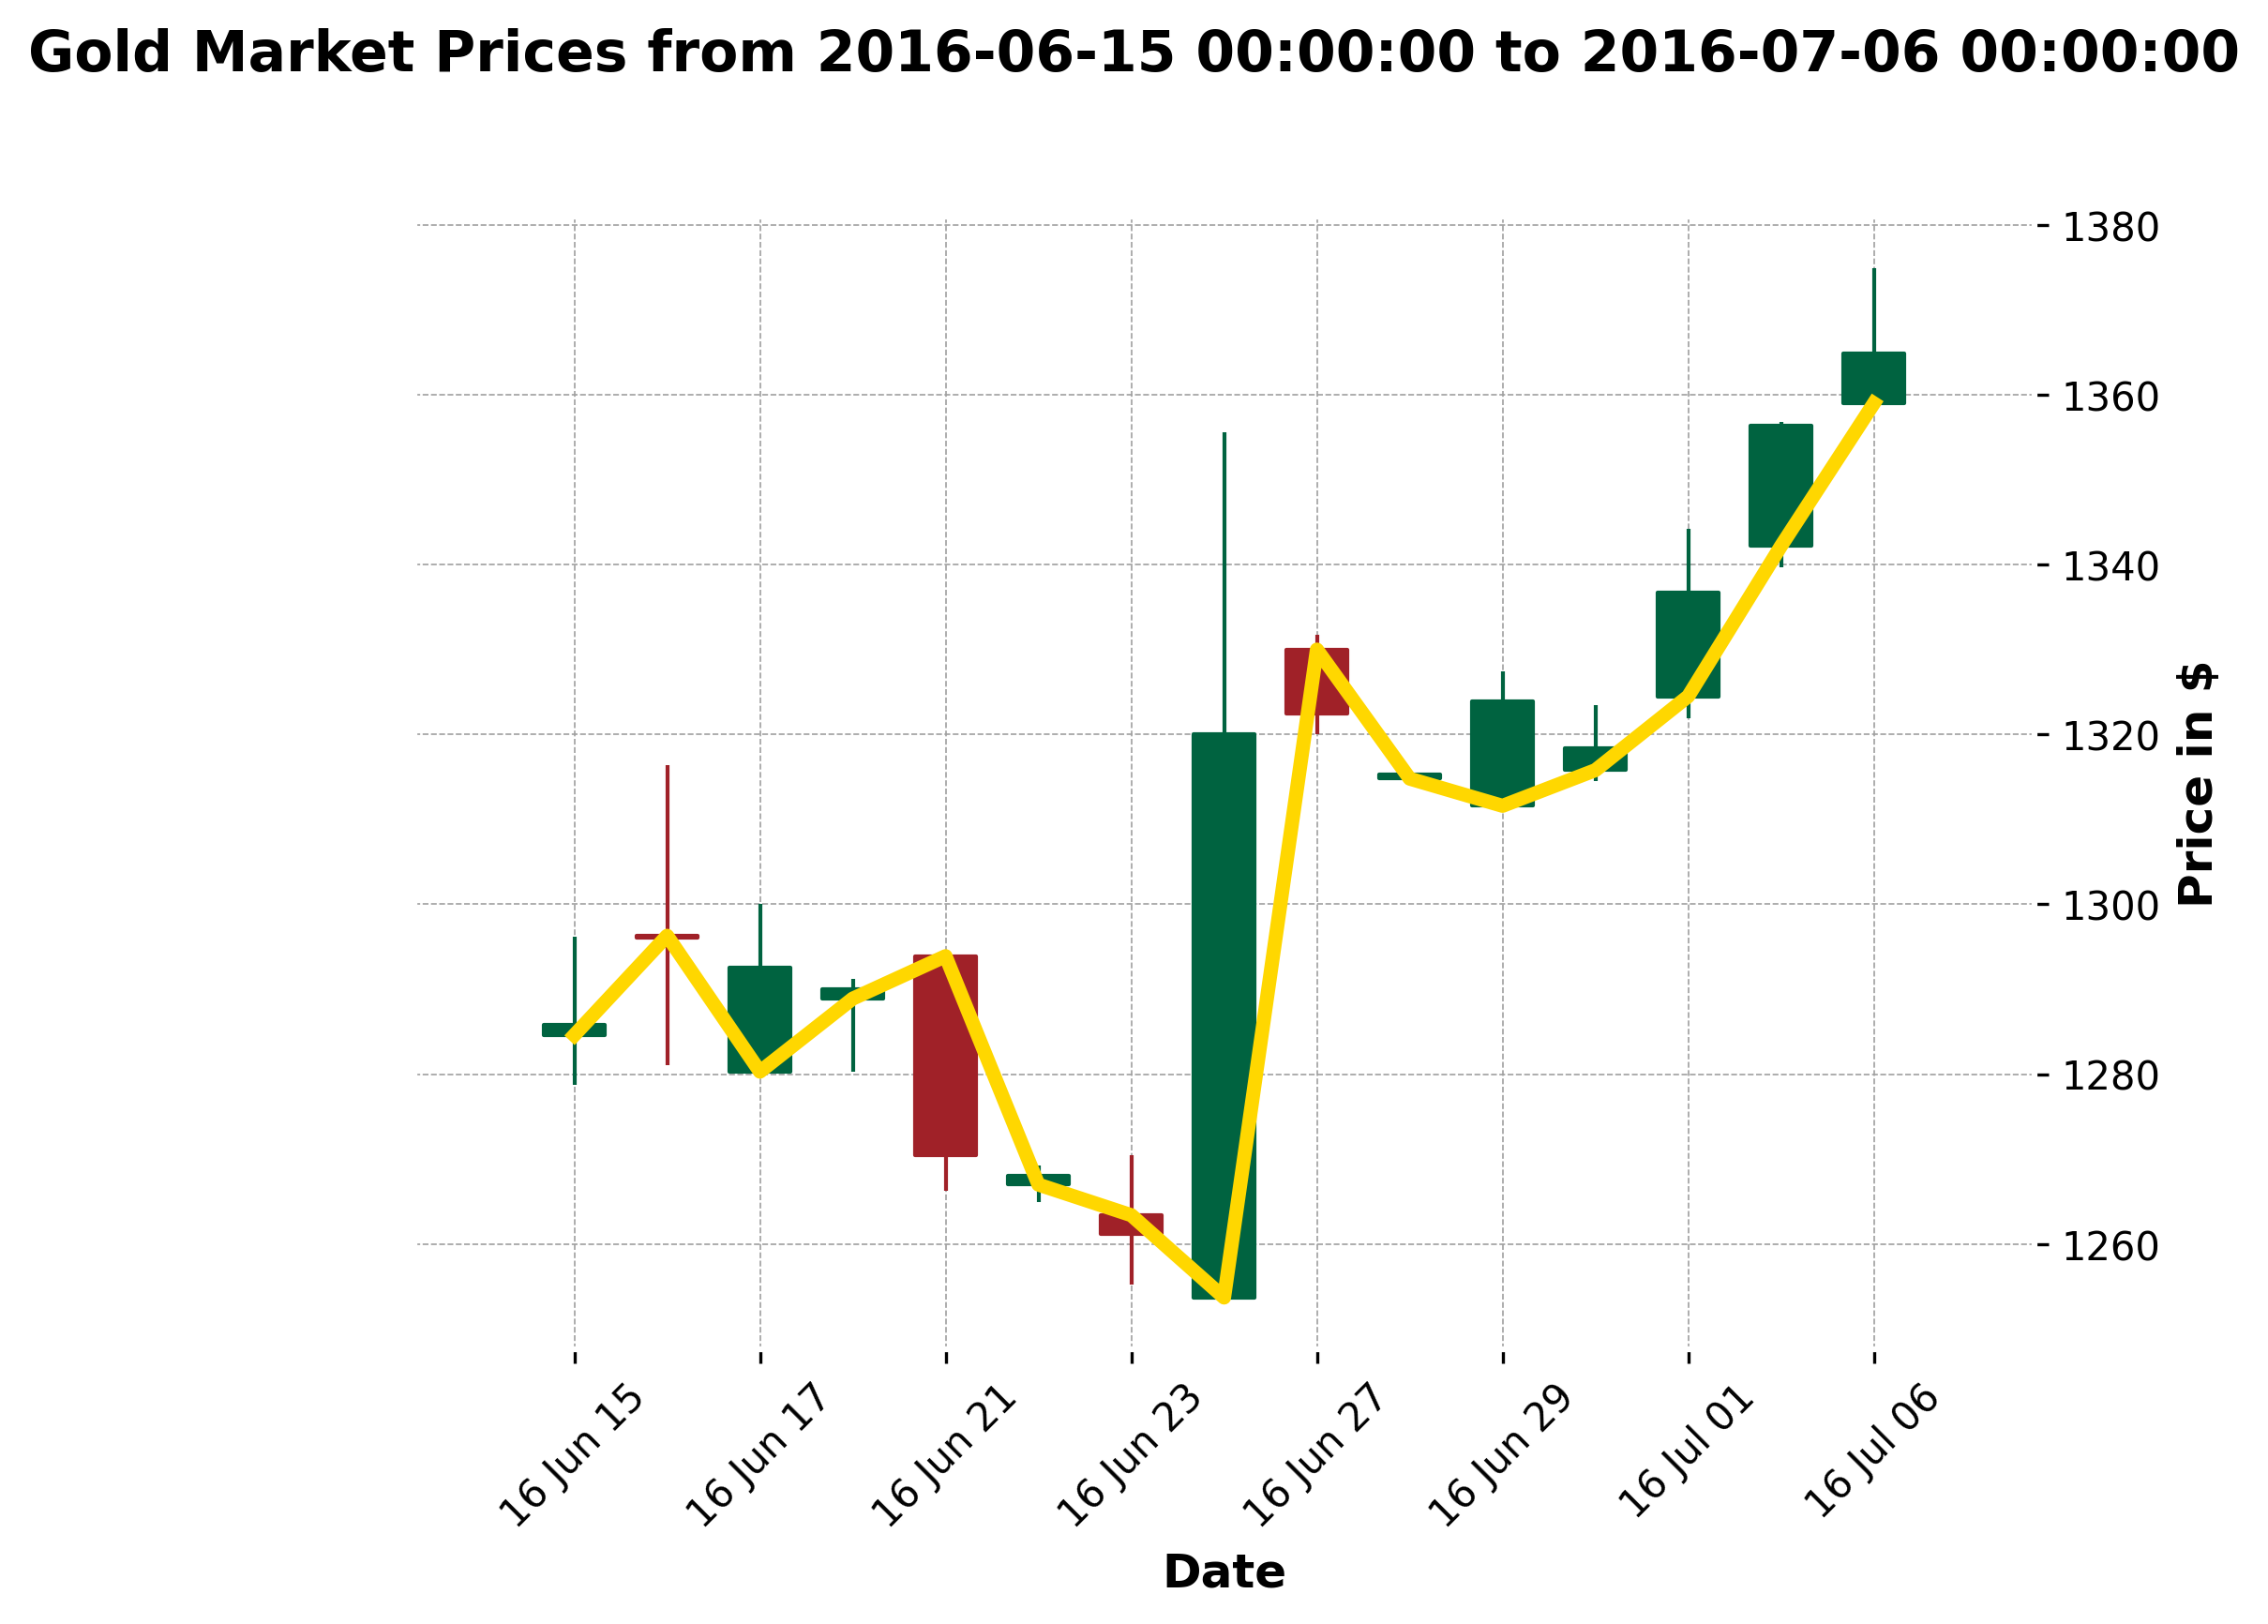 Gold Market Prices from 2016-06-15 00:00:00 to 2016-07-06 00:00:00
1380
1360
1340
1320
1300
1280
1260
Price in $
16 Jun 15
16 Jun 17
16 Jun 21
16 Jun 23
16 Jun 27
16 Jun 29
16 Jul 01
16 Jul 06
Date